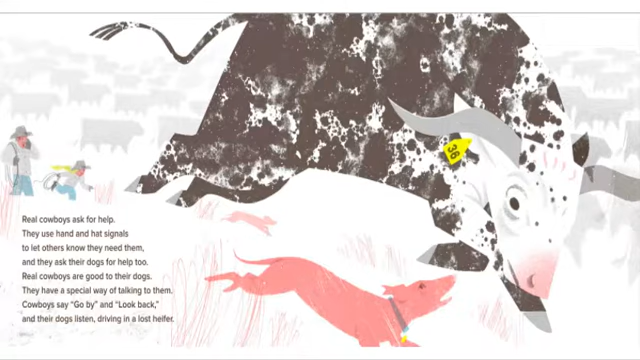 36
Real cowboys ask for help.
They use hand and hat signals
to let others know they need them,
and they ask their dogs for help too.
Real cowboys are good to their dogs.
They have a special way of talking to them.
Cowboys say “Go by” and “Look back,”
and their dogs listen, driving in a lost heifer.